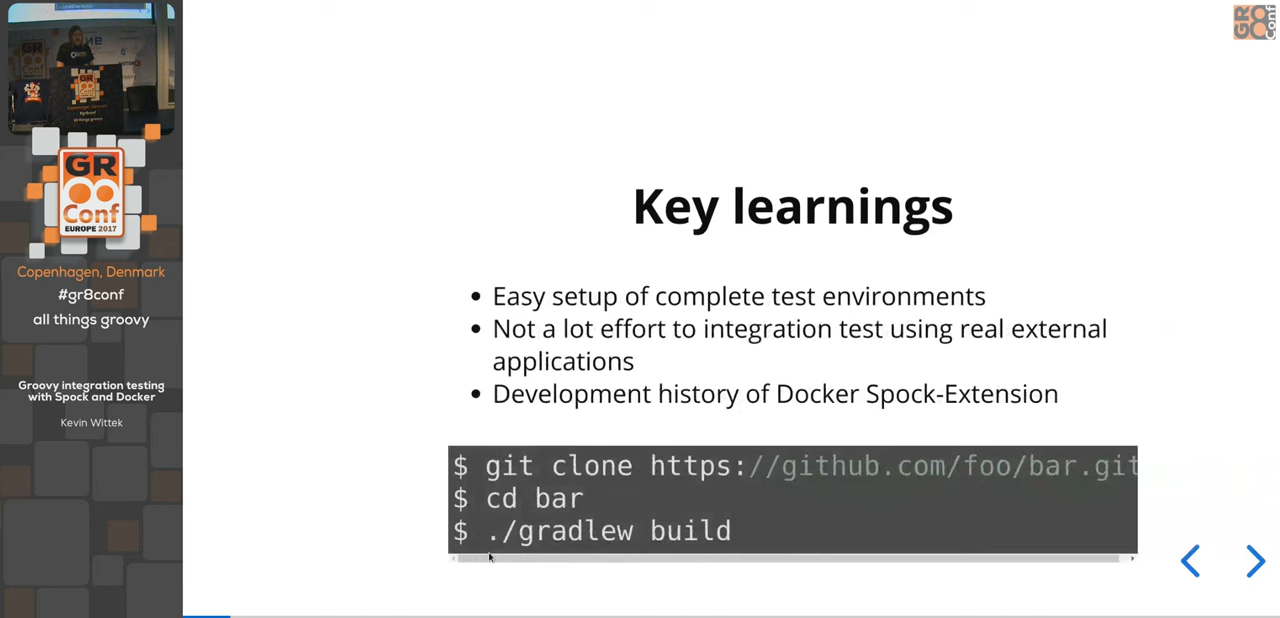 GR
Conf
GR
Conf
EUROPE 2017
Copenhagen, Denmark
#gr8conf
all things groovy
Groovy integration testing
with Spock and Docker
Kevin Wittek
Key learnings
• Easy setup of complete test environments
• Not a lot effort to integration test using real external
applications
• Development history of Docker Spock-Extension
$ git clone https://github.com/foo/bar.git
$ cd bar
$ ./gradlew build